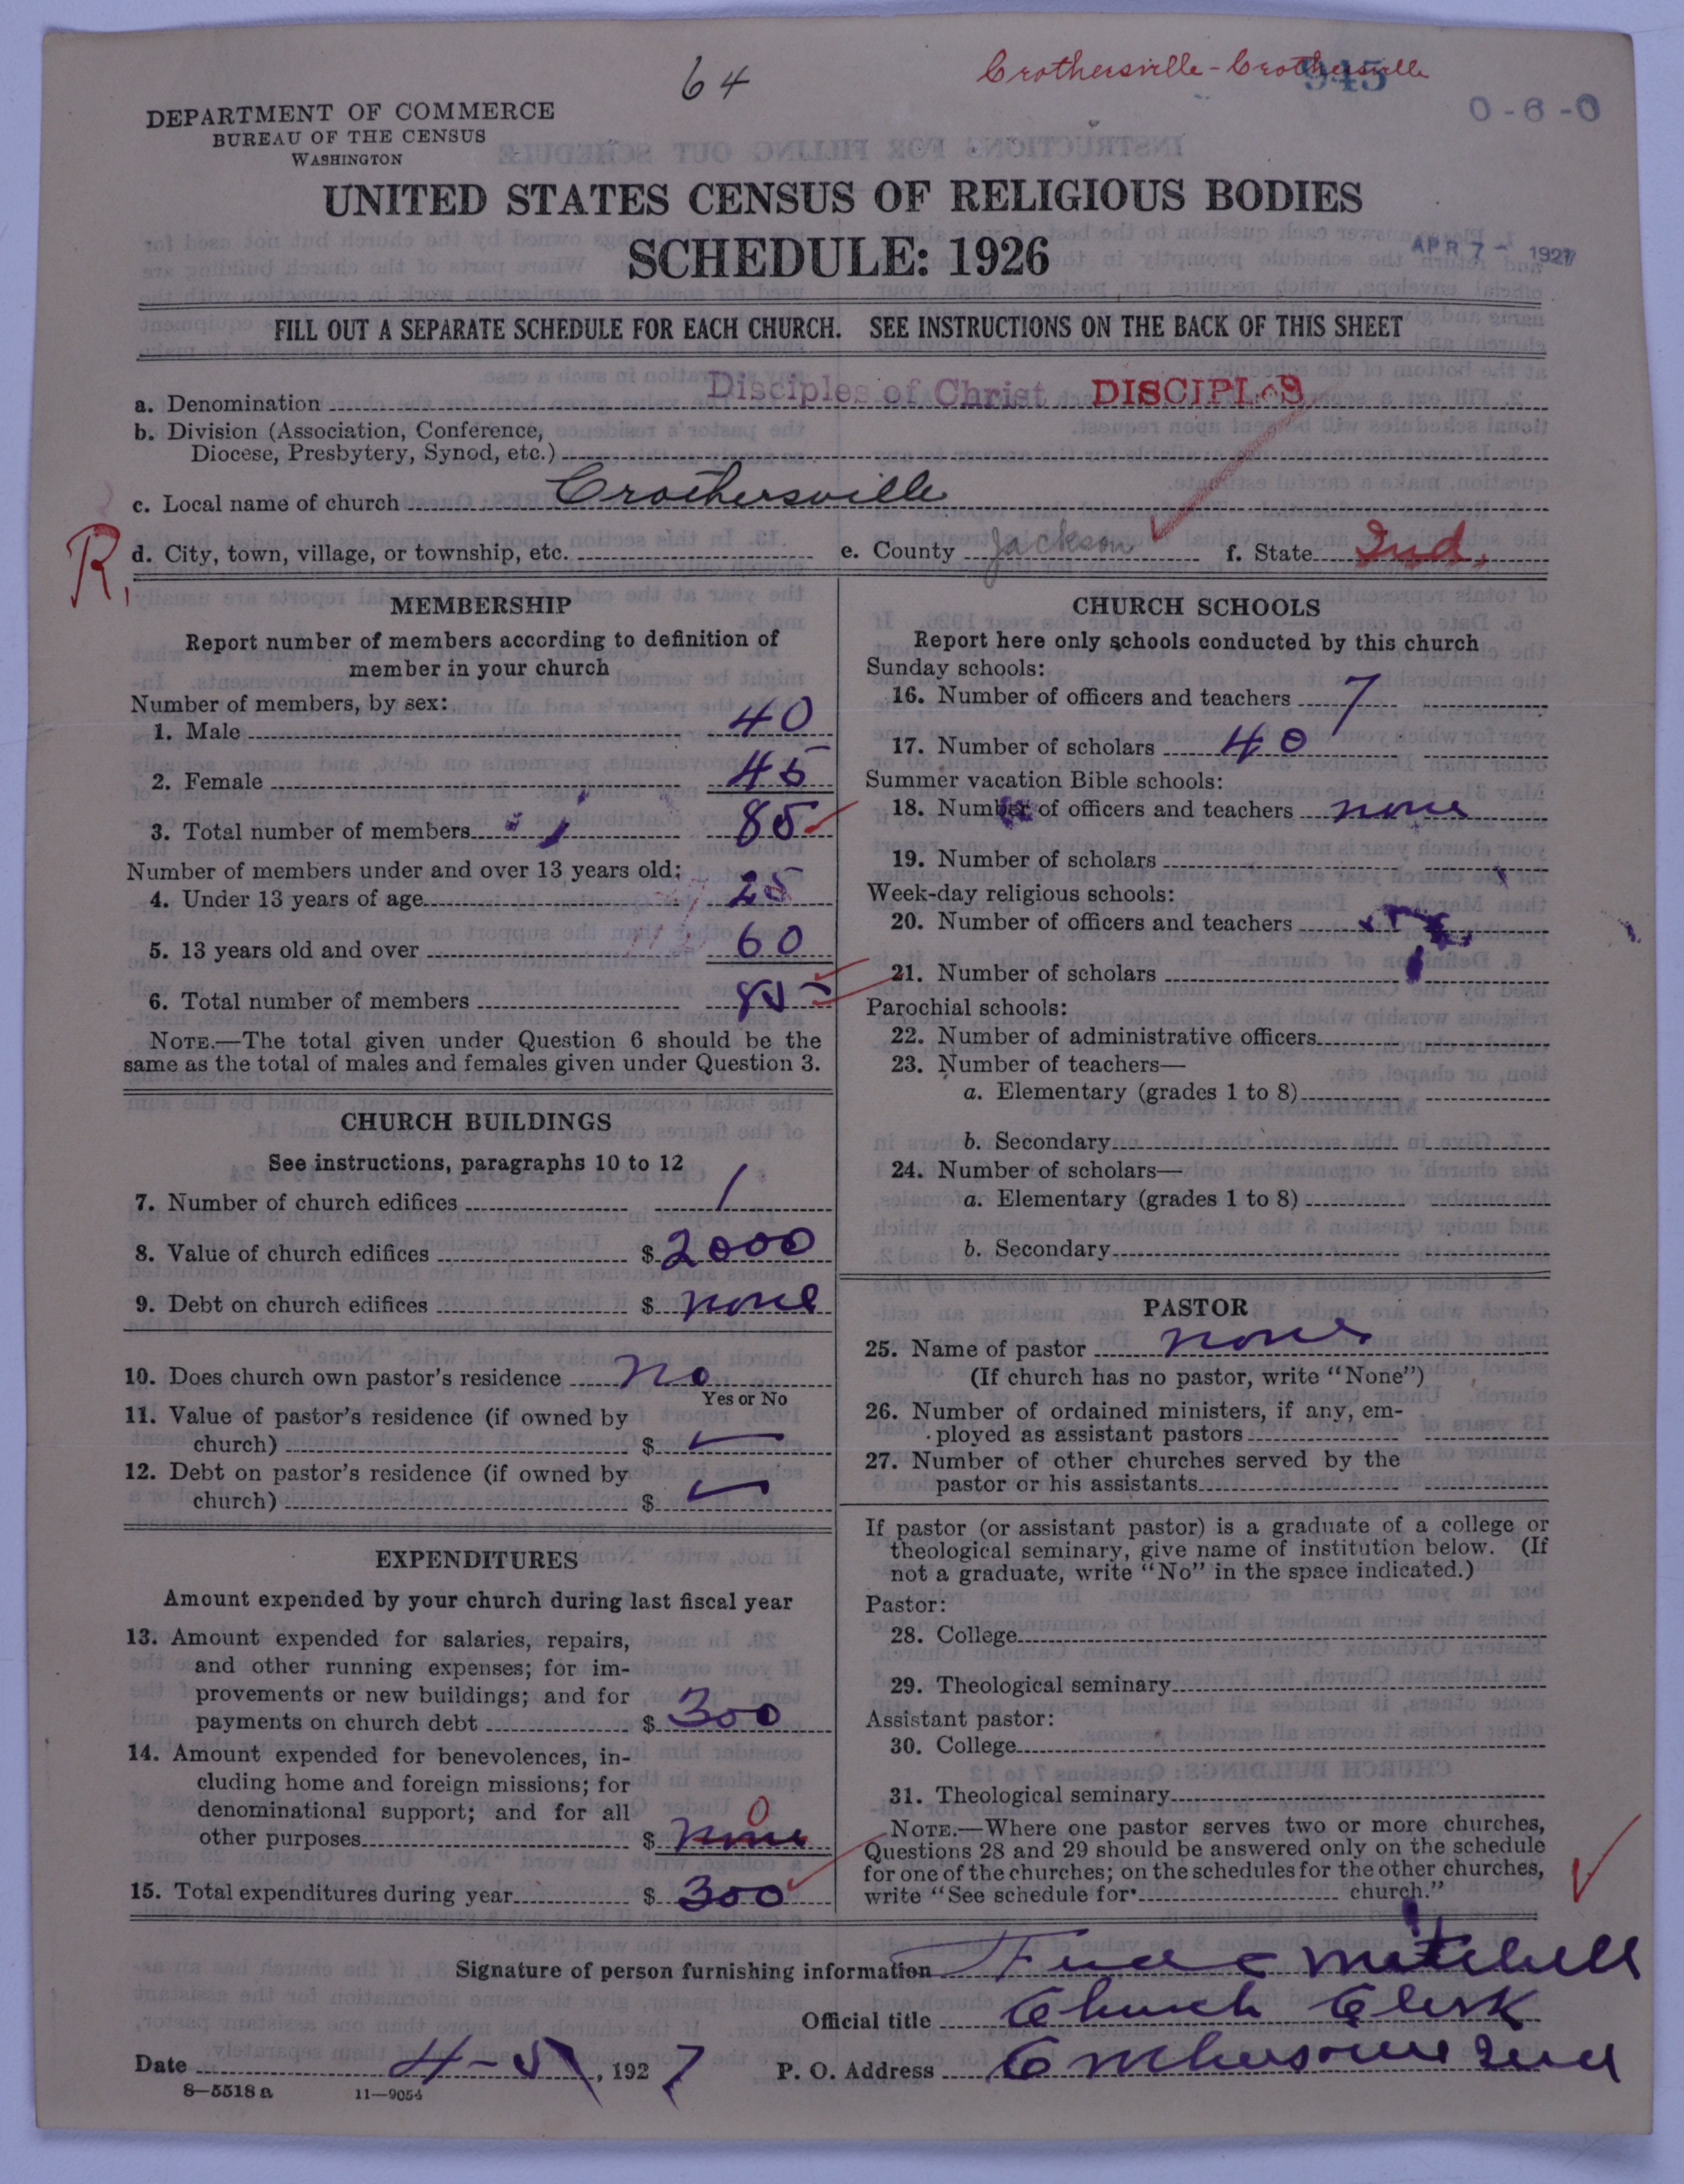 64
Crothersville - Crothersville
945
0-6-0
DEPARTMENT OF COMMERCE
BUREAU OF THE CENSUS
WASHINGTON
UNITED STATES CENSUS OF RELIGIOUS BODIES
SCHEDULE: 1926
APR 7 - 1927
FILL OUT A SEPARATE SCHEDULE FOR EACH CHURCH. SEE INSTRUCTIONS ON THE BACK OF THIS SHEET
a. Denomination Disciples of Christ DISCIPLES
b. Division (Association, Conference,
Diocese, Presbytery, Synod, etc.)
c. Local name of church Crothersville
R. d. City, town, village, or township, etc. e. County Jackson f. State Ind.
MEMBERSHIP
Report number of members according to definition of
member in your church
Number of members, by sex:
1. Male 40
2. Female 45
3. Total number of members 85
Number of members under and over 13 years old:
4. Under 13 years of age 25
5. 13 years old and over 60
6. Total number of members 85
NOTE.—The total given under Question 6 should be the
same as the total of males and females given under Question 3.
CHURCH BUILDINGS
See instructions, paragraphs 10 to 12
7. Number of church edifices 1
8. Value of church edifices $ 2000
9. Debt on church edifices $ none
10. Does church own pastor's residence no
Yes or No
11. Value of pastor's residence (if owned by
church) $ —
12. Debt on pastor's residence (if owned by
church) $ —
EXPENDITURES
Amount expended by your church during last fiscal year
13. Amount expended for salaries, repairs,
and other running expenses; for im-
provements or new buildings; and for
payments on church debt $ 300
14. Amount expended for benevolences, in-
cluding home and foreign missions; for
denominational support; and for all 0
other purposes $ none
15. Total expenditures during year $ 300
CHURCH SCHOOLS
Report here only schools conducted by this church
Sunday schools:
16. Number of officers and teachers 7
17. Number of scholars 40
Summer vacation Bible schools:
18. Number of officers and teachers none
19. Number of scholars
Week-day religious schools:
20. Number of officers and teachers
21. Number of scholars
Parochial schools:
22. Number of administrative officers
23. Number of teachers—
a. Elementary (grades 1 to 8)
b. Secondary
24. Number of scholars—
a. Elementary (grades 1 to 8)
b. Secondary
PASTOR
25. Name of pastor none
(If church has no pastor, write "None")
26. Number of ordained ministers, if any, em-
ployed as assistant pastors
27. Number of other churches served by the
pastor or his assistants
If pastor (or assistant pastor) is a graduate of a college or
theological seminary, give name of institution below. (If
not a graduate, write "No" in the space indicated.)
Pastor:
28. College
29. Theological seminary
Assistant pastor:
30. College
31. Theological seminary
NOTE.—Where one pastor serves two or more churches,
Questions 28 and 29 should be answered only on the schedule
for one of the churches; on the schedules for the other churches,
write "See schedule for church."
Signature of person furnishing information Fred C Mitchell
Official title Church Clerk
Date 4-5, 1927 P. O. Address Crothersville Ind
8-5518 a 11-9054